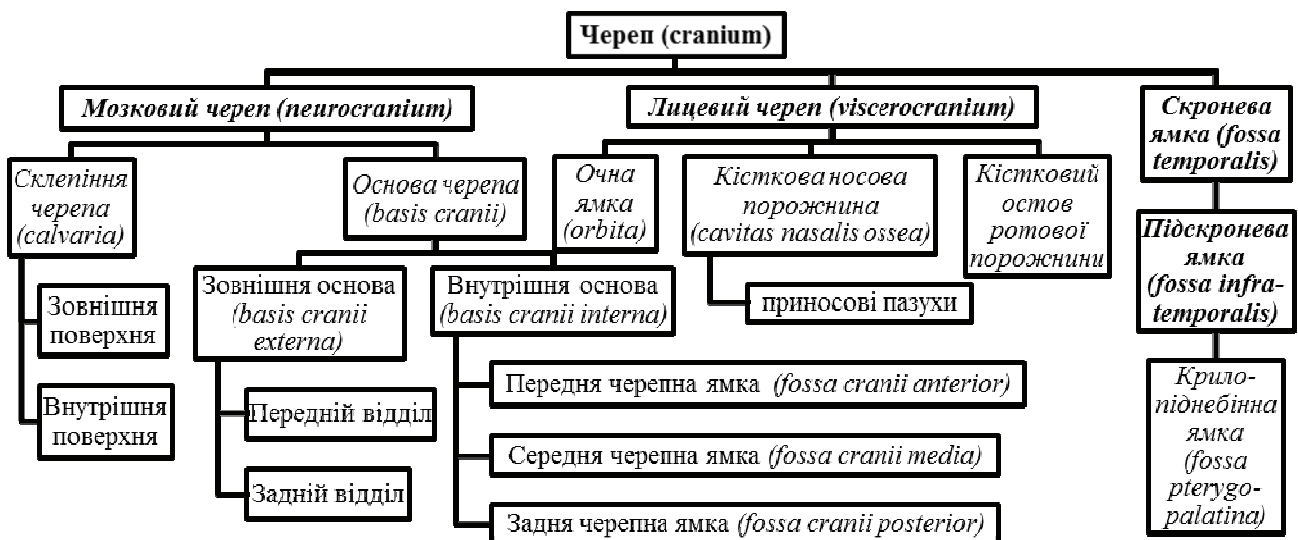 Череп (cranium)
Мозковий череп (neurocranium)
Лицевий череп (viscerocranium)
Скронева
ямка (fossa
temporalis)
Склепіння
черепа
(calvaria)
Основа черепа
(basis cranii)
Очна
ямка
(orbita)
Кісткова носова
порожнина
(cavitas nasalis ossea)
Кістковий
остов
ротової
порожнини
Підскронева
ямка
(fossa infra-
temporalis)
Зовнішня
поверхня
Внутрішня
поверхня
Зовнішня основа
(basis cranii
externa)
Внутрішня основа
(basis cranii interna)
приносові пазухи
Передній відділ
Задній відділ
Передня черепна ямка (fossa cranii anterior)
Середня черепна ямка (fossa cranii media)
Задня черепна ямка (fossa cranii posterior)
Крило-
піднебінна
ямка
(fossa
pterygo-
palatina)